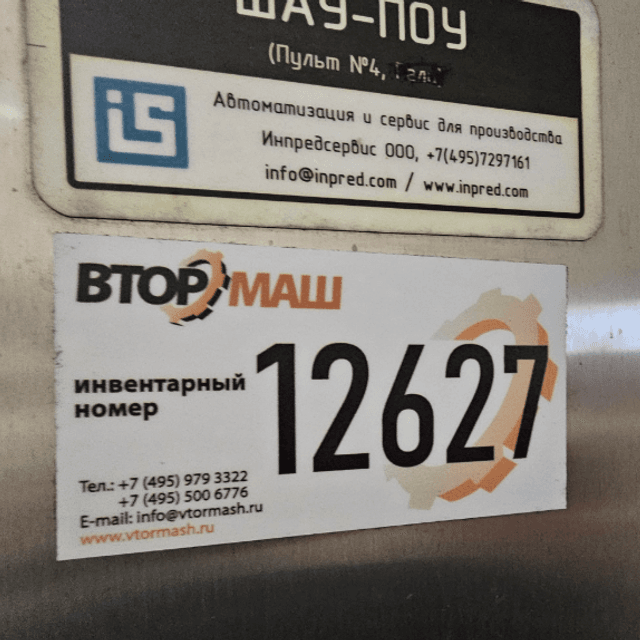 ШАУ-ПОУ
(Пульт №4,
Автоматизация и сервис для производства
Инпредсервис ООО, +7(495)7297161
info@inpred.com / www.inpred.com
ВТОРМАШ
инвентарный
номер
12627
Тел.: +7 (495) 979 3322
+7 (495) 500 6776
E-mail: info@vtormash.ru
www.vtormash.ru